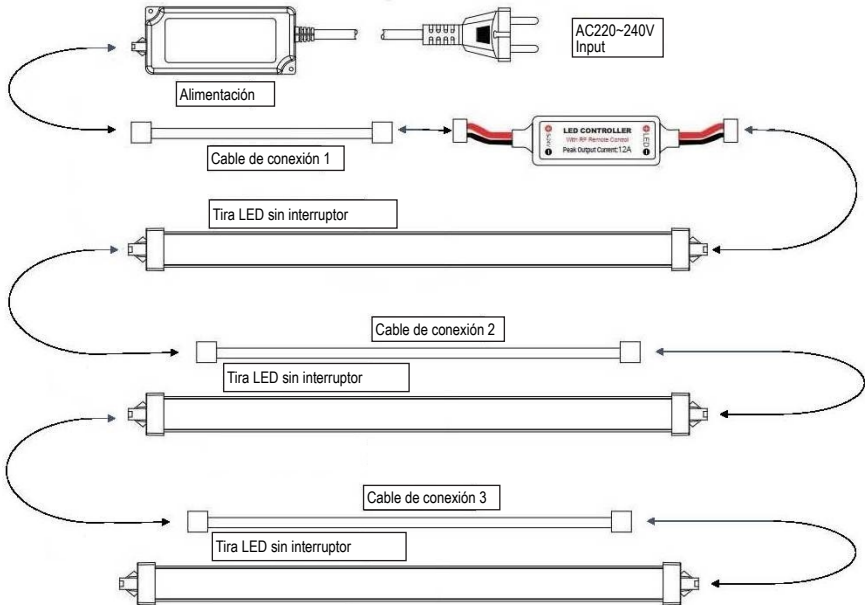 AC220~240V
Input
Alimentación
Cable de conexión 1
LED CONTROLLER
With RF Remote Control
Peak Output Current:12A
LED
Tira LED sin interruptor
Cable de conexión 2
Tira LED sin interruptor
Cable de conexión 3
Tira LED sin interruptor